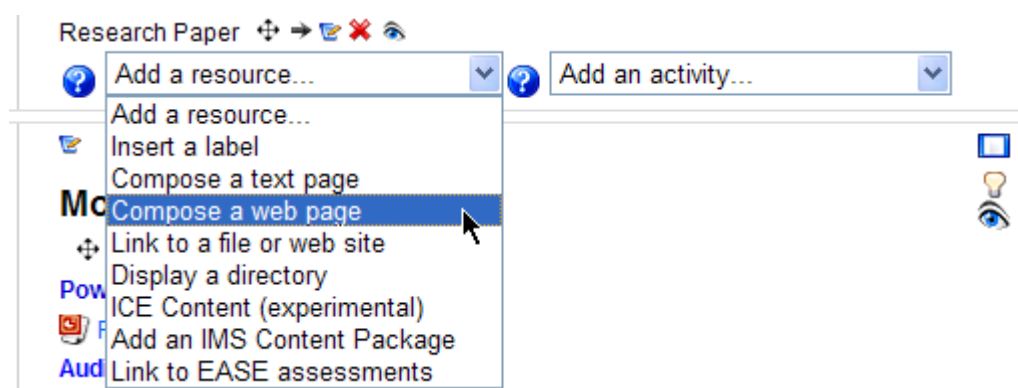 Research Paper
Add a resource... Add an activity...
Add a resource...
Insert a label
Compose a text page
Compose a web page
Link to a file or web site
Display a directory
ICE Content (experimental)
Add an IMS Content Package
Link to EASE assessments